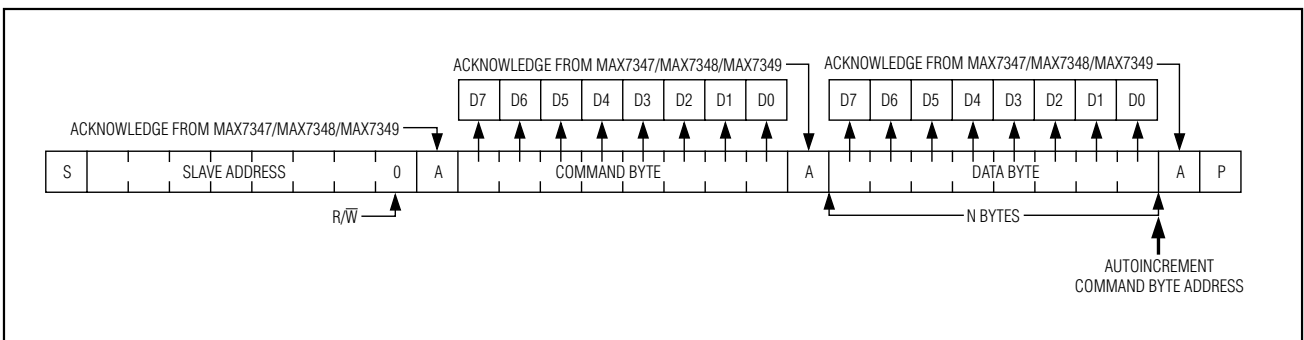 ACKNOWLEDGE FROM MAX7347/MAX7348/MAX7349
ACKNOWLEDGE FROM MAX7347/MAX7348/MAX7349
D7 D6 D5 D4 D3 D2 D1 D0
D7 D6 D5 D4 D3 D2 D1 D0
ACKNOWLEDGE FROM MAX7347/MAX7348/MAX7349
S SLAVE ADDRESS 0 A COMMAND BYTE A DATA BYTE A P
R/W̅
N BYTES
AUTOINCREMENT
COMMAND BYTE ADDRESS